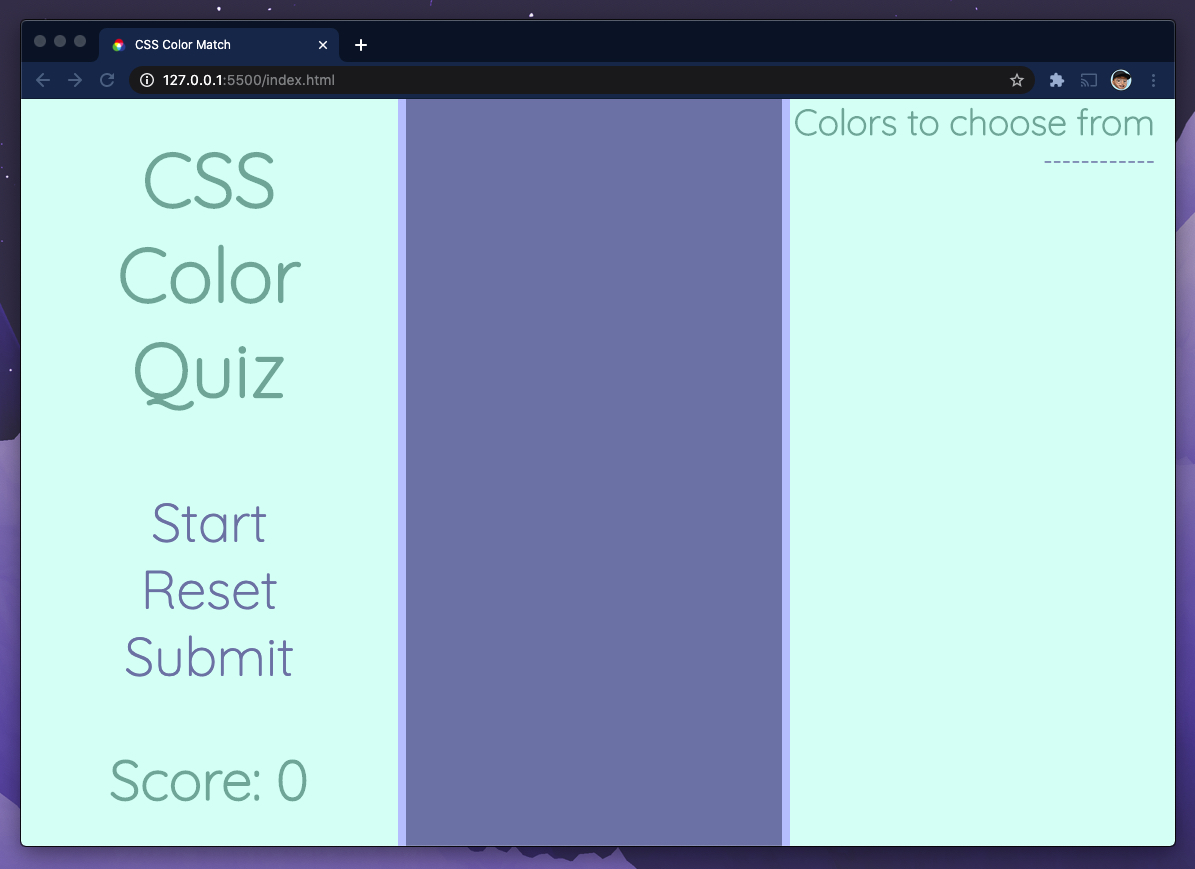 CSS Color Match
127.0.0.1:5500/index.html
CSS
Color
Quiz
Start
Reset
Submit
Score: 0
Colors to choose from
------------